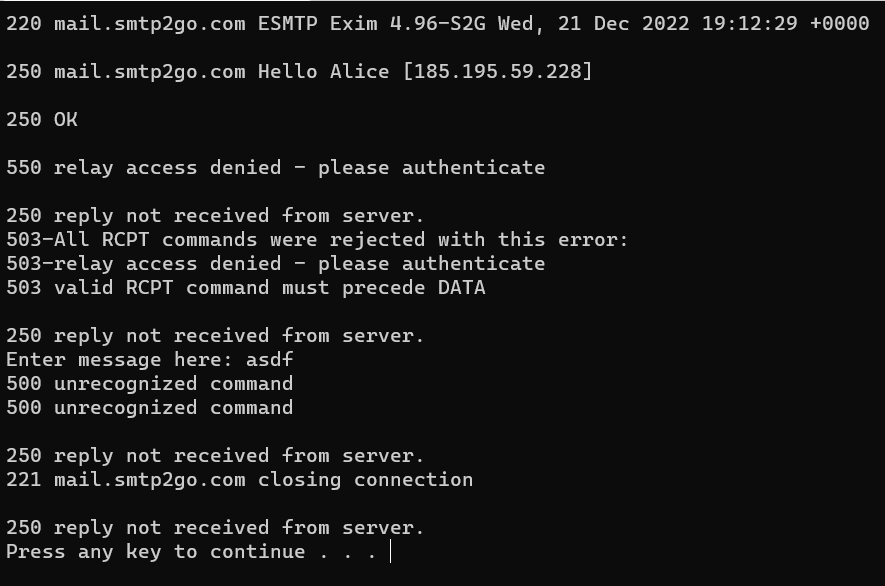 220 mail.smtp2go.com ESMTP Exim 4.96-S2G Wed, 21 Dec 2022 19:12:29 +0000
250 mail.smtp2go.com Hello Alice [185.195.59.228]
250 OK
550 relay access denied - please authenticate
250 reply not received from server.
503-All RCPT commands were rejected with this error:
503-relay access denied - please authenticate
503 valid RCPT command must precede DATA
250 reply not received from server.
Enter message here: asdf
500 unrecognized command
500 unrecognized command
250 reply not received from server.
221 mail.smtp2go.com closing connection
250 reply not received from server.
Press any key to continue . . .